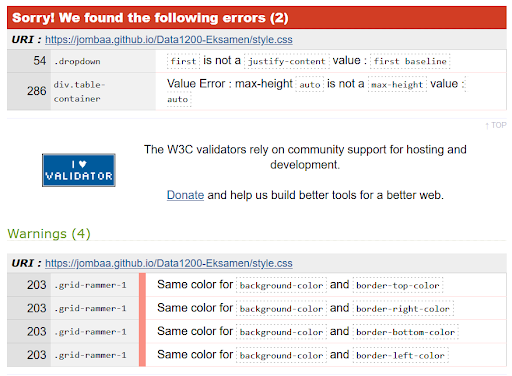 Sorry! We found the following errors (2)
URI : https://jombaa.github.io/Data1200-Eksamen/style.css
54 .dropdown first is not a justify-content value : first baseline
286 div.table-container Value Error : max-height auto is not a max-height value : auto
↑ TOP
The W3C validators rely on community support for hosting and
development.
I ♥
VALIDATOR
Donate and help us build better tools for a better web.
Warnings (4)
URI : https://jombaa.github.io/Data1200-Eksamen/style.css
203 .grid-rammer-1 Same color for background-color and border-top-color
203 .grid-rammer-1 Same color for background-color and border-right-color
203 .grid-rammer-1 Same color for background-color and border-bottom-color
203 .grid-rammer-1 Same color for background-color and border-left-color